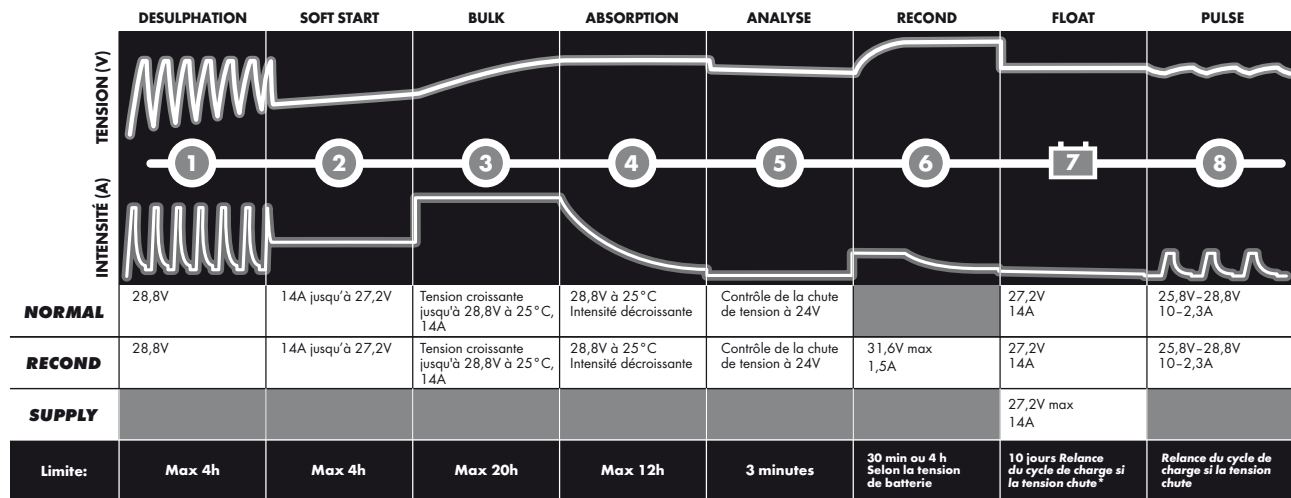 DESULPHATION SOFT START BULK ABSORPTION ANALYSE RECOND FLOAT PULSE
TENSION (V)
1 2 3 4 5 6 7 8
INTENSITÉ (A)
NORMAL
28,8V
14A jusqu'à 27,2V
Tension croissante
jusqu'à 28,8V à 25°C,
14A
28,8V à 25°C
Intensité décroissante
Contrôle de la chute
de tension à 24V
27,2V
14A
25,8V–28,8V
10–2,3A
RECOND
28,8V
14A jusqu'à 27,2V
Tension croissante
jusqu'à 28,8V à 25°C,
14A
28,8V à 25°C
Intensité décroissante
Contrôle de la chute
de tension à 24V
31,6V max
1,5A
27,2V
14A
25,8V–28,8V
10–2,3A
SUPPLY
27,2V max
14A
Limite:
Max 4h
Max 4h
Max 20h
Max 12h
3 minutes
30 min ou 4 h
Selon la tension
de batterie
10 jours Relance
du cycle de charge si
la tension chute*
Relance du cycle de
charge si la tension
chute